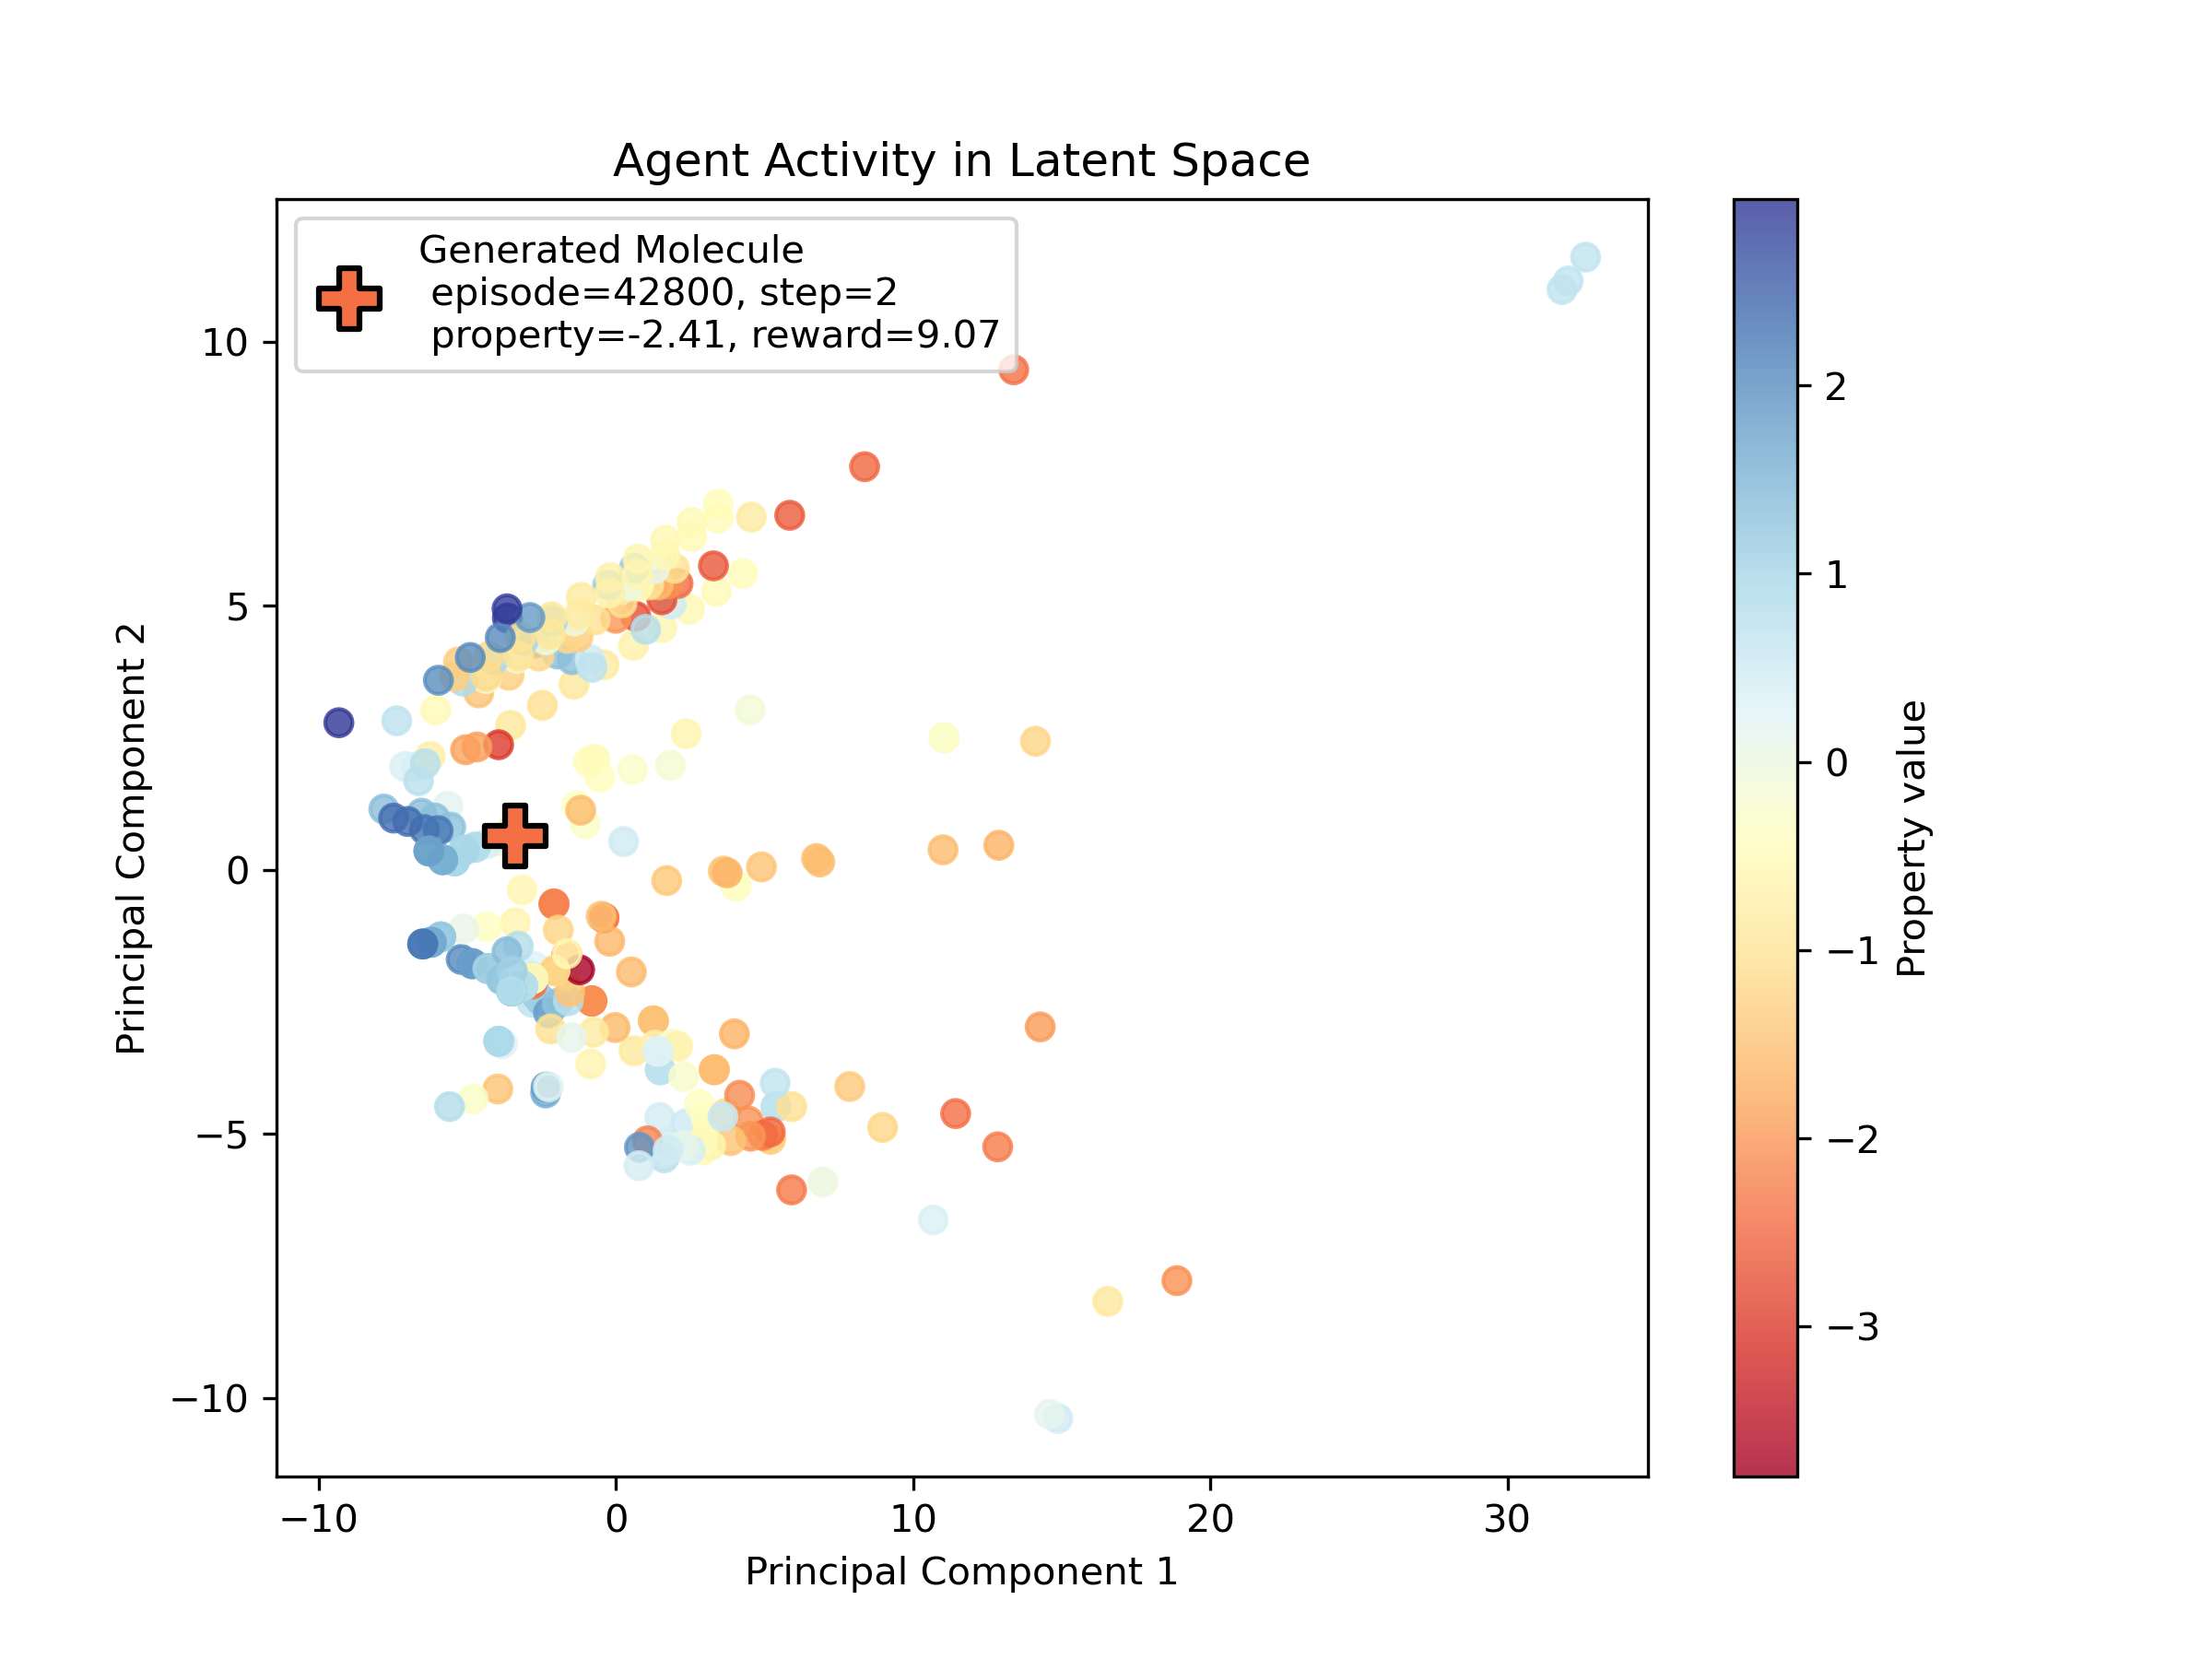 Agent Activity in Latent Space
Generated Molecule
episode=42800, step=2
property=-2.41, reward=9.07
10
5
0
−5
−10
Principal Component 2
−10
0
10
20
30
Principal Component 1
2
1
0
−1
−2
−3
Property value